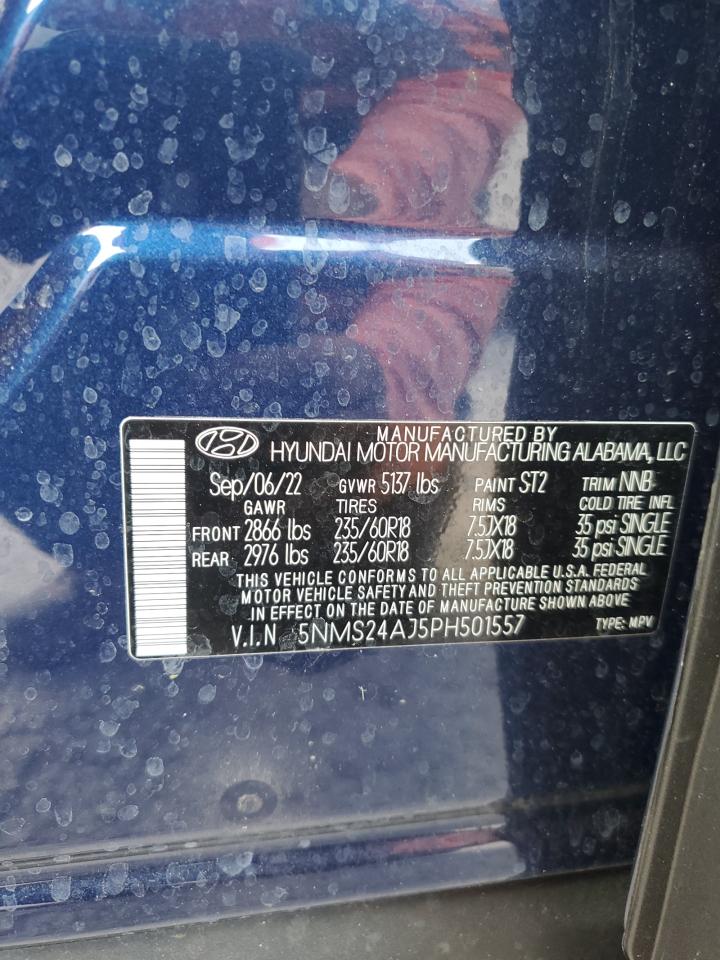 MANUFACTURED BY
HYUNDAI MOTOR MANUFACTURING ALABAMA, LLC
Sep/06/22 GVWR 5137 lbs PAINT ST2 TRIM NNB
GAWR TIRES RIMS COLD TIRE INFL
FRONT 2866 lbs 235/60R18 7.5JX18 35 psi SINGLE
REAR 2976 lbs 235/60R18 7.5JX18 35 psi SINGLE
THIS VEHICLE CONFORMS TO ALL APPLICABLE U.S.A. FEDERAL
MOTOR VEHICLE SAFETY AND THEFT PREVENTION STANDARDS
IN EFFECT ON THE DATE OF MANUFACTURE SHOWN ABOVE
V.I.N 5NMS24AJ5PH501557 TYPE: MPV